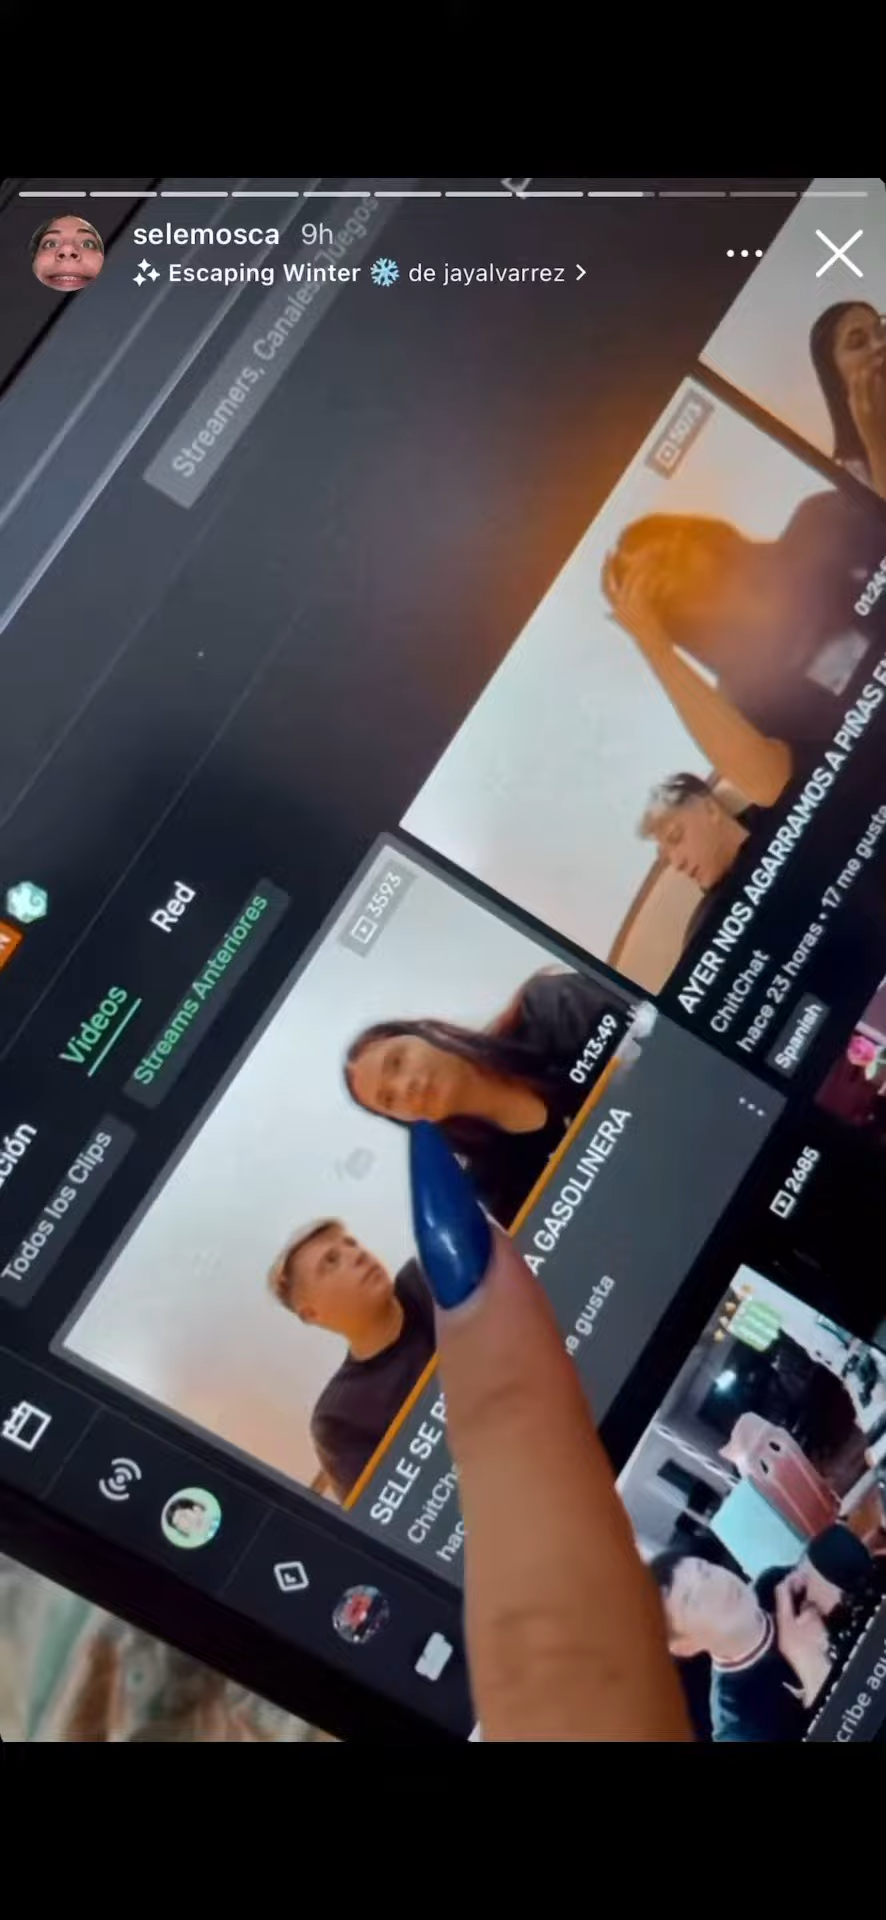 selemosca 9h
Escaping Winter ❄️ de jayalvarrez >
Streamers, Canales, Juegos
5073
Red
Videos
Streams Anteriores
Todos los Clips
3593
01:13:49
SELE SE
A GASOLINERA
me gusta
AYER NOS AGARRAMOS A PIÑAS
ChitChat
hace 23 horas • 17 me gusta
Spanish
2685